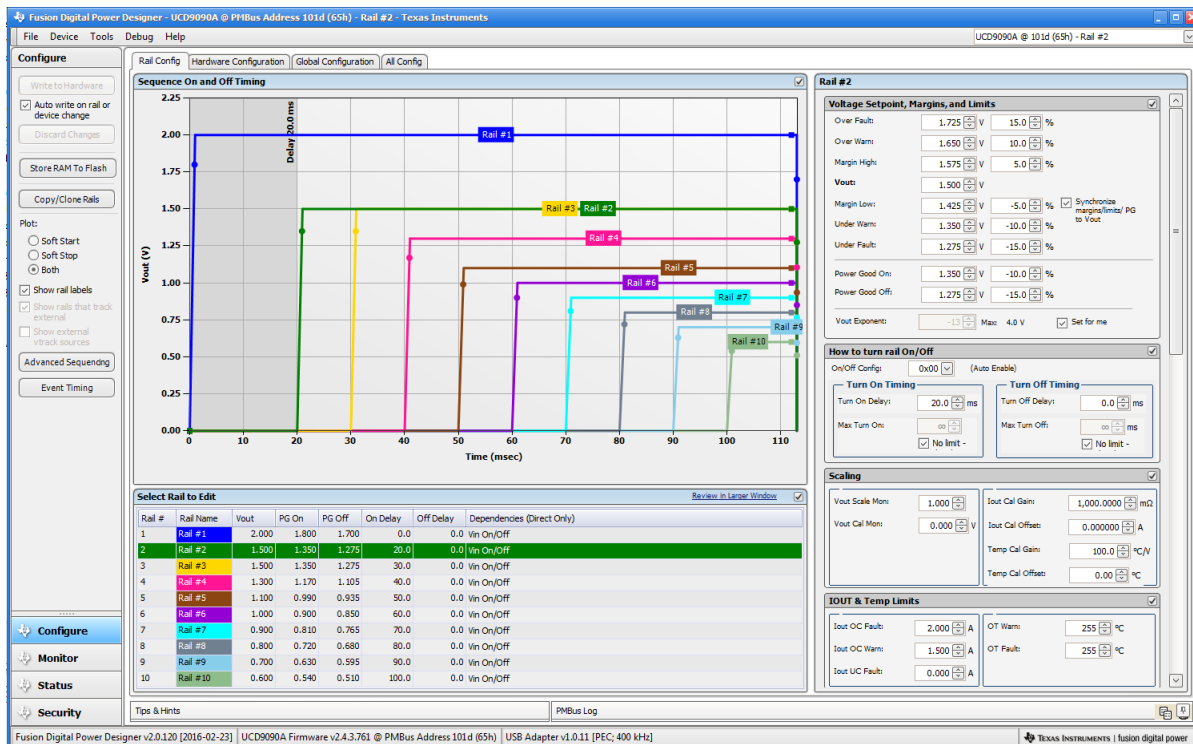 Fusion Digital Power Designer - UCD9090A @ PMBus Address 101d (65h) - Rail #2 - Texas Instruments
File Device Tools Debug Help
UCD9090A @ 101d (65h) - Rail #2
Configure
Write to Hardware
Auto write on rail or
device change
Discard Changes
Store RAM To Flash
Copy/Clone Rails
Plot:
Soft Start
Soft Stop
Both
Show rail labels
Show rails that track
external
Show external
vtrack sources
Advanced Sequencing
Event Timing
Configure
Monitor
Status
Security
Rail Config Hardware Configuration Global Configuration All Config
Sequence On and Off Timing
Vout (V)
2.25
2.00
1.75
1.50
1.25
1.00
0.75
0.50
0.25
0.00
Delay 20.0 ms
Rail #1
Rail #3 Rail #2
Rail #4
Rail #5
Rail #6
Rail #7
Rail #8
Rail #9
Rail #10
0 20 30 40 50 60 70 80 90 100 110
Time (msec)
Select Rail to Edit
Review in Larger Window
Rail # Rail Name Vout PG On PG Off On Delay Off Delay Dependencies (Direct Only)
1 Rail #1 2.000 1.800 1.700 0.0 0.0 Vin On/Off
2 Rail #2 1.500 1.350 1.275 20.0 0.0 Vin On/Off
3 Rail #3 1.500 1.350 1.275 30.0 0.0 Vin On/Off
4 Rail #4 1.300 1.170 1.105 40.0 0.0 Vin On/Off
5 Rail #5 1.100 0.990 0.935 50.0 0.0 Vin On/Off
6 Rail #6 1.000 0.900 0.850 60.0 0.0 Vin On/Off
7 Rail #7 0.900 0.810 0.765 70.0 0.0 Vin On/Off
8 Rail #8 0.800 0.720 0.680 80.0 0.0 Vin On/Off
9 Rail #9 0.700 0.630 0.595 90.0 0.0 Vin On/Off
10 Rail #10 0.600 0.540 0.510 100.0 0.0 Vin On/Off
Rail #2
Voltage Setpoint, Margins, and Limits
Over Fault: 1.725 V 15.0 %
Over Warn: 1.650 V 10.0 %
Margin High: 1.575 V 5.0 %
Vout: 1.500 V
Margin Low: 1.425 V -5.0 %
Synchronize
margins/limits/ PG
to Vout
Under Warn: 1.350 V -10.0 %
Under Fault: 1.275 V -15.0 %
Power Good On: 1.350 V -10.0 %
Power Good Off: 1.275 V -15.0 %
Vout Exponent: -13 Max: 4.0 V Set for me
How to turn rail On/Off
On/Off Config: 0x00 (Auto Enable)
Turn On Timing
Turn On Delay: 20.0 ms
Max Turn On: ∞ ms
No limit -
Turn Off Timing
Turn Off Delay: 0.0 ms
Max Turn Off: ∞ ms
No limit -
Scaling
Vout Scale Mon: 1.000
Vout Cal Mon: 0.000 V
Iout Cal Gain: 1,000.0000 mΩ
Iout Cal Offset: 0.000000 A
Temp Cal Gain: 100.0 ºC/V
Temp Cal Offset: 0.00 ºC
IOUT & Temp Limits
Iout OC Fault: 2.000 A
Iout OC Warn: 1.500 A
Iout UC Fault: 0.000 A
OT Warn: 255 ºC
OT Fault: 255 ºC
Tips & Hints
PMBus Log
Fusion Digital Power Designer v2.0.120 [2016-02-23] UCD9090A Firmware v2.4.3.761 @ PMBus Address 101d (65h) USB Adapter v1.0.11 [PEC; 400 kHz]
TEXAS INSTRUMENTS | fusion digital power